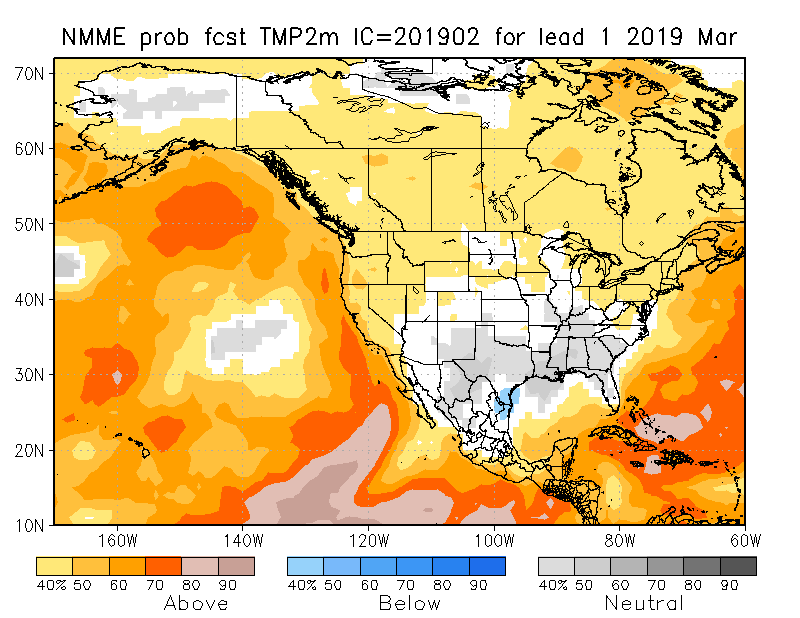 NMME prob fcst TMP2m IC=201902 for lead 1 2019 Mar
70N
60N
50N
40N
30N
20N
10N
160W 140W 120W 100W 80W 60W
40% 50 60 70 80 90 40% 50 60 70 80 90 40% 50 60 70 80 90
Above Below Neutral